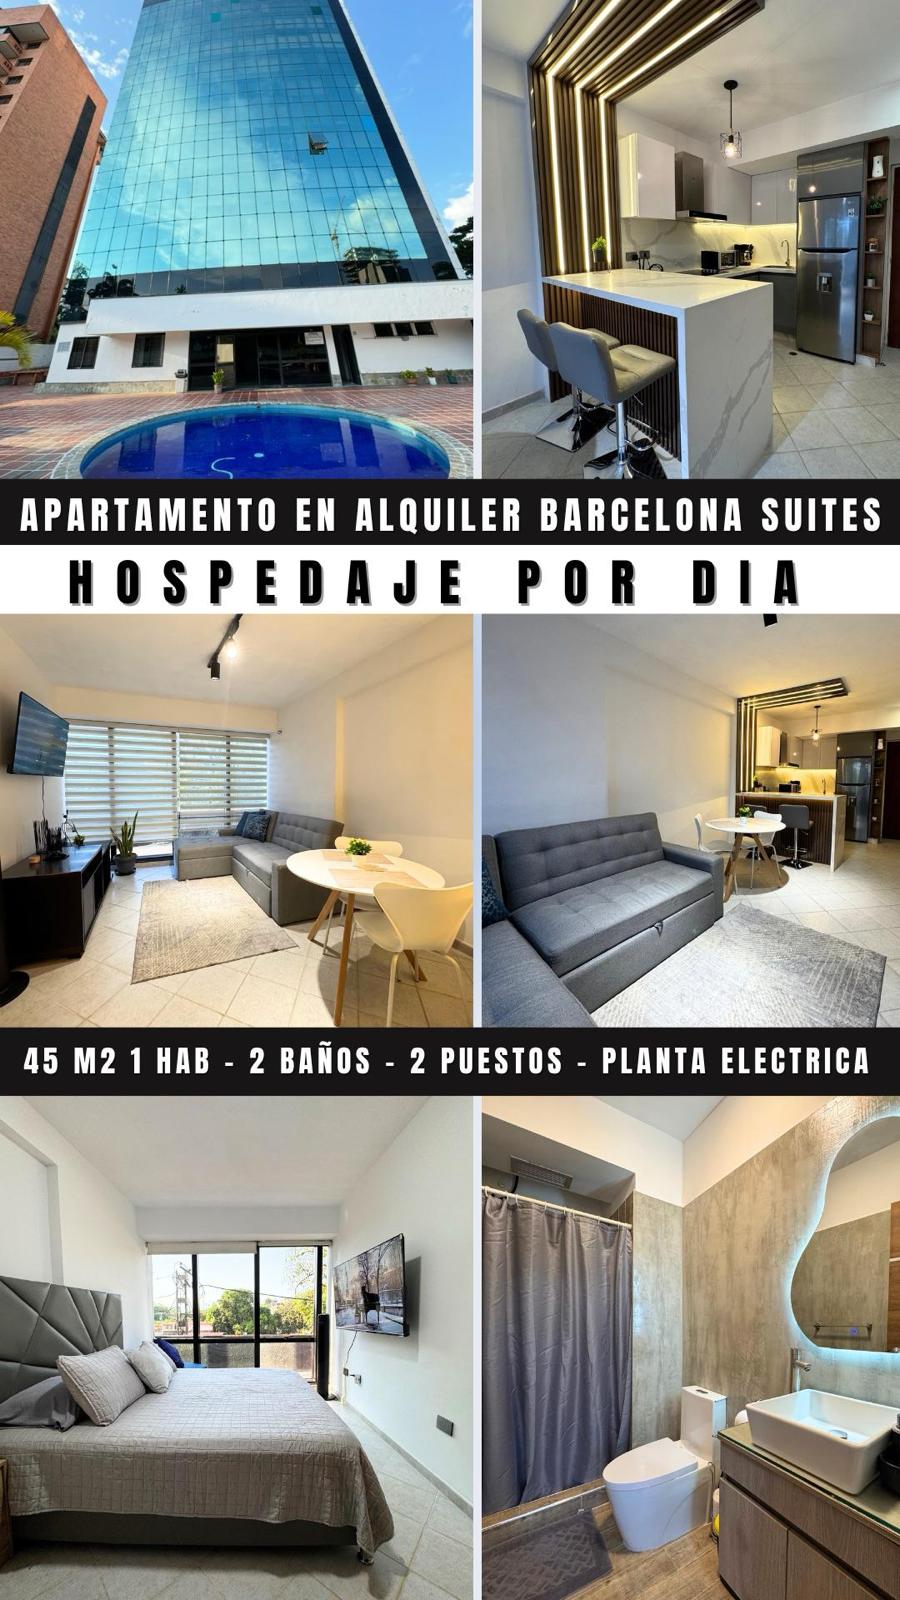 APARTAMENTO EN ALQUILER BARCELONA SUITES
HOSPEDAJE POR DIA
45 M2 1 HAB - 2 BAÑOS - 2 PUESTOS - PLANTA ELECTRICA